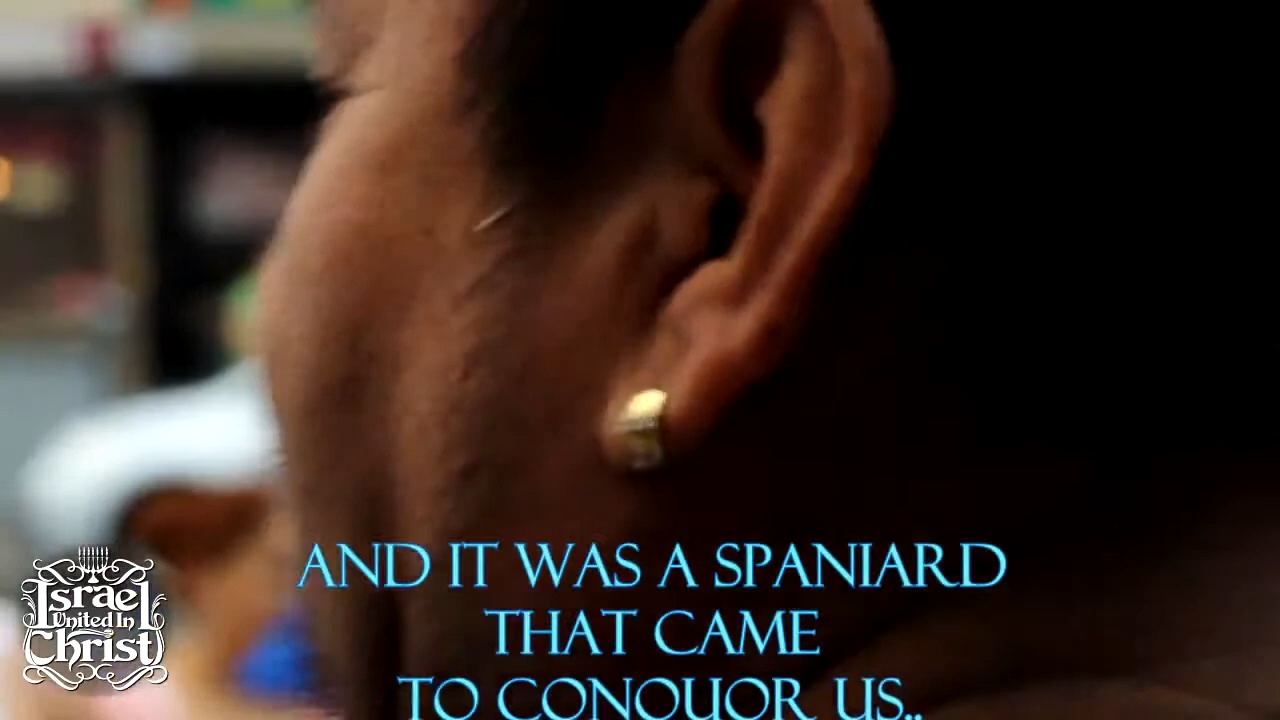 AND IT WAS A SPANIARD
THAT CAME
TO CONQUOR US..
Israel
United In
Christ